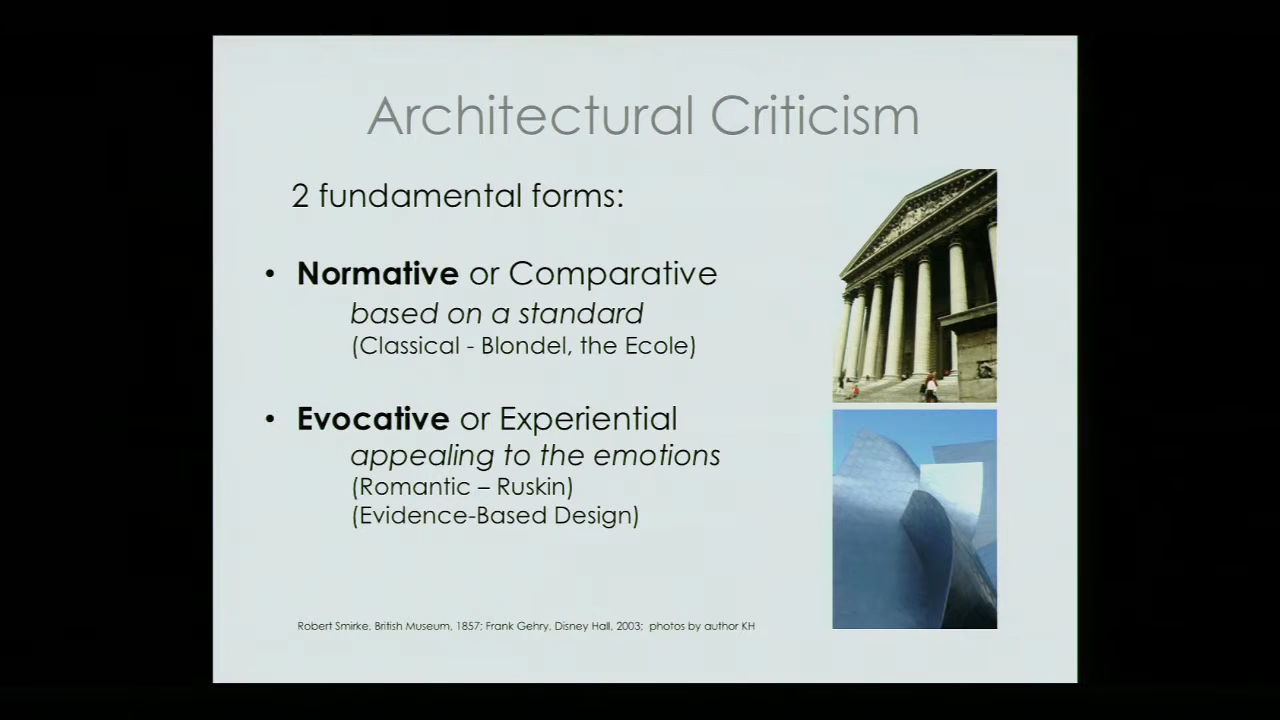 Architectural Criticism
2 fundamental forms:
• Normative or Comparative
based on a standard
(Classical - Blondel, the Ecole)
• Evocative or Experiential
appealing to the emotions
(Romantic – Ruskin)
(Evidence-Based Design)
Robert Smirke, British Museum, 1857; Frank Gehry, Disney Hall, 2003; photos by author KH